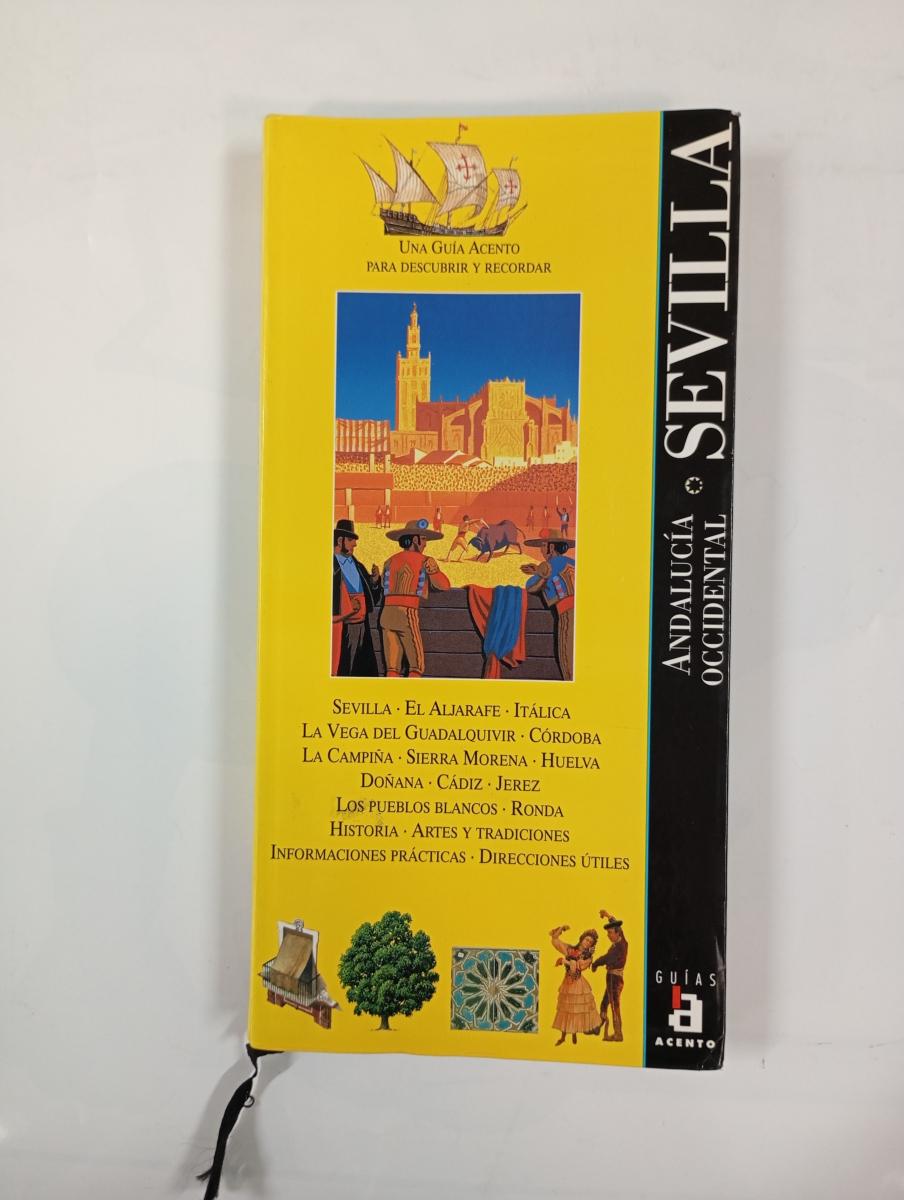 UNA GUÍA ACENTO
PARA DESCUBRIR Y RECORDAR
SEVILLA · EL ALJARAFE · ITÁLICA
LA VEGA DEL GUADALQUIVIR · CÓRDOBA
LA CAMPIÑA · SIERRA MORENA · HUELVA
DOÑANA · CÁDIZ · JEREZ
LOS PUEBLOS BLANCOS · RONDA
HISTORIA · ARTES Y TRADICIONES
INFORMACIONES PRÁCTICAS · DIRECCIONES ÚTILES
ANDALUCÍA
OCCIDENTAL
SEVILLA
GUÍAS
a
ACENTO